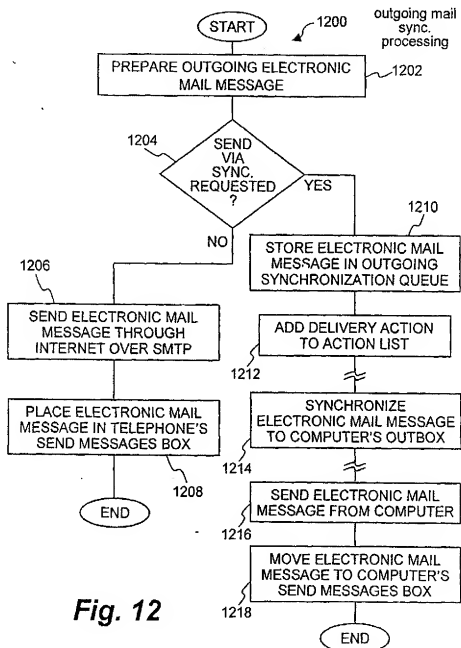 START
1200
outgoing mail
sync.
processing
PREPARE OUTGOING ELECTRONIC
MAIL MESSAGE
1202
1204
SEND
VIA
SYNC.
REQUESTED
?
YES
NO
1206
SEND ELECTRONIC MAIL
MESSAGE THROUGH
INTERNET OVER SMTP
PLACE ELECTRONIC MAIL
MESSAGE IN TELEPHONE'S
SEND MESSAGES BOX
1208
END
1210
STORE ELECTRONIC MAIL
MESSAGE IN OUTGOING
SYNCHRONIZATION QUEUE
ADD DELIVERY ACTION
TO ACTION LIST
1212
SYNCHRONIZE
ELECTRONIC MAIL MESSAGE
TO COMPUTER'S OUTBOX
1214
SEND ELECTRONIC MAIL
MESSAGE FROM COMPUTER
1216
MOVE ELECTRONIC MAIL
MESSAGE TO COMPUTER'S
SEND MESSAGES BOX
1218
END
Fig. 12